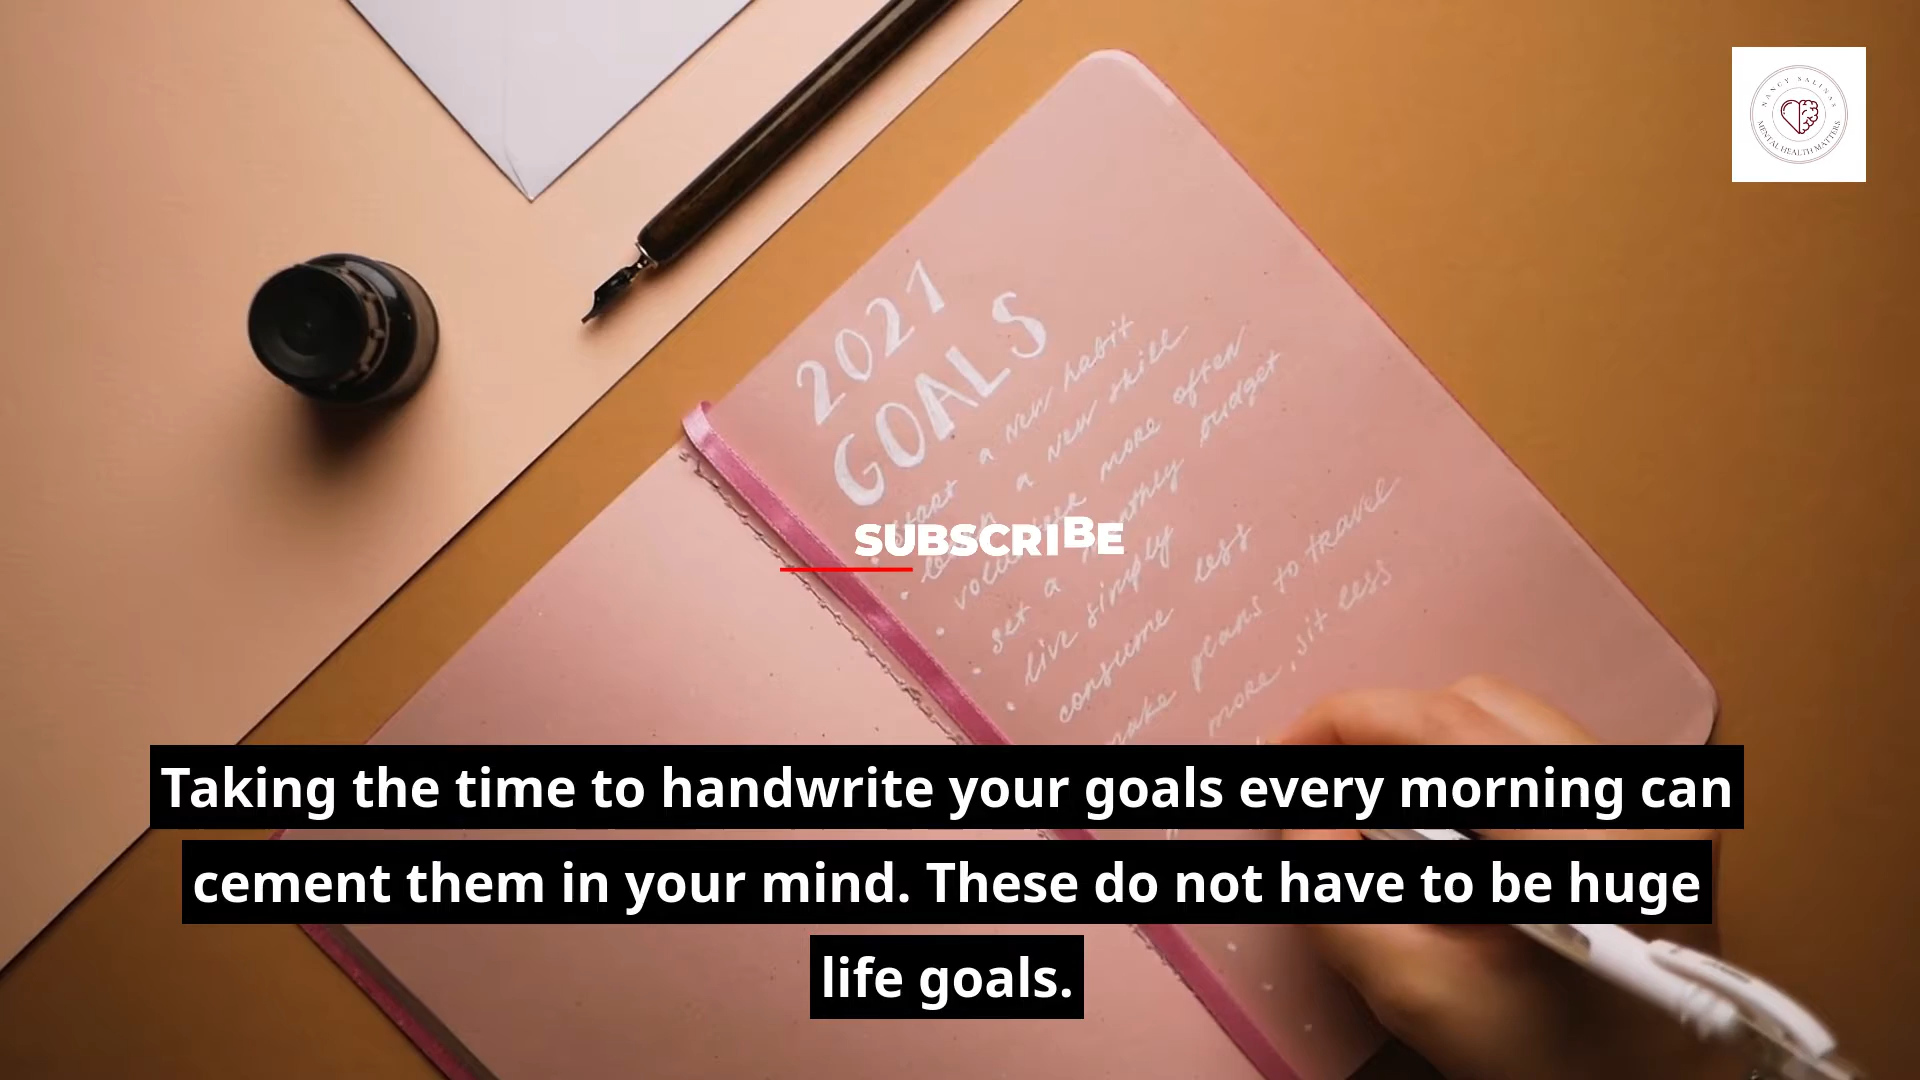 NANCY SALINAS
MENTAL HEALTH MATTERS
2021
GOALS
start a new habit
learn a new skill
volunteer more often
set a monthly budget
live simply
consume less
make plans to travel
more, sit less
SUBSCRIBE
Taking the time to handwrite your goals every morning can
cement them in your mind. These do not have to be huge
life goals.